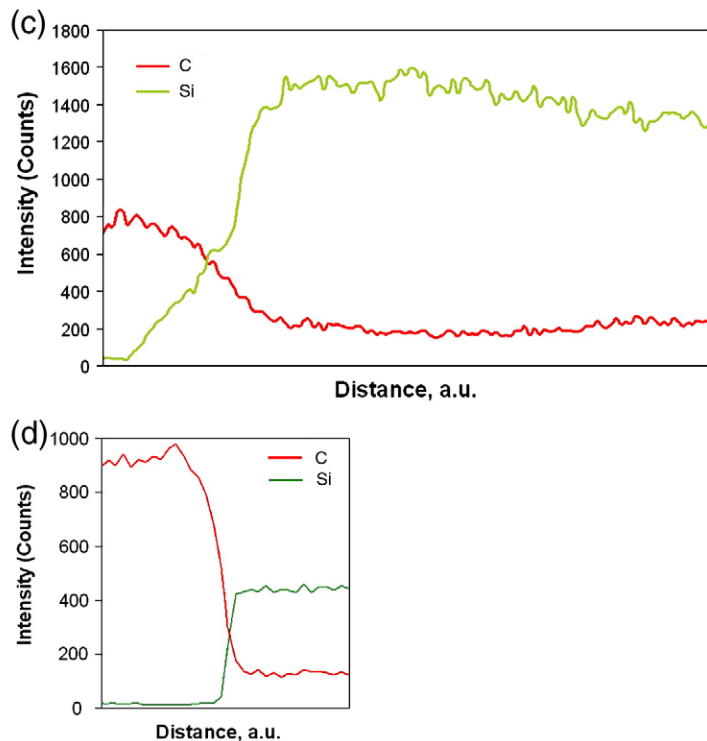 (c)
1800
1600
1400
1200
1000
800
600
400
200
0
Intensity (Counts)
C
Si
Distance, a.u.
(d)
1000
800
600
400
200
0
Intensity (Counts)
C
Si
Distance, a.u.